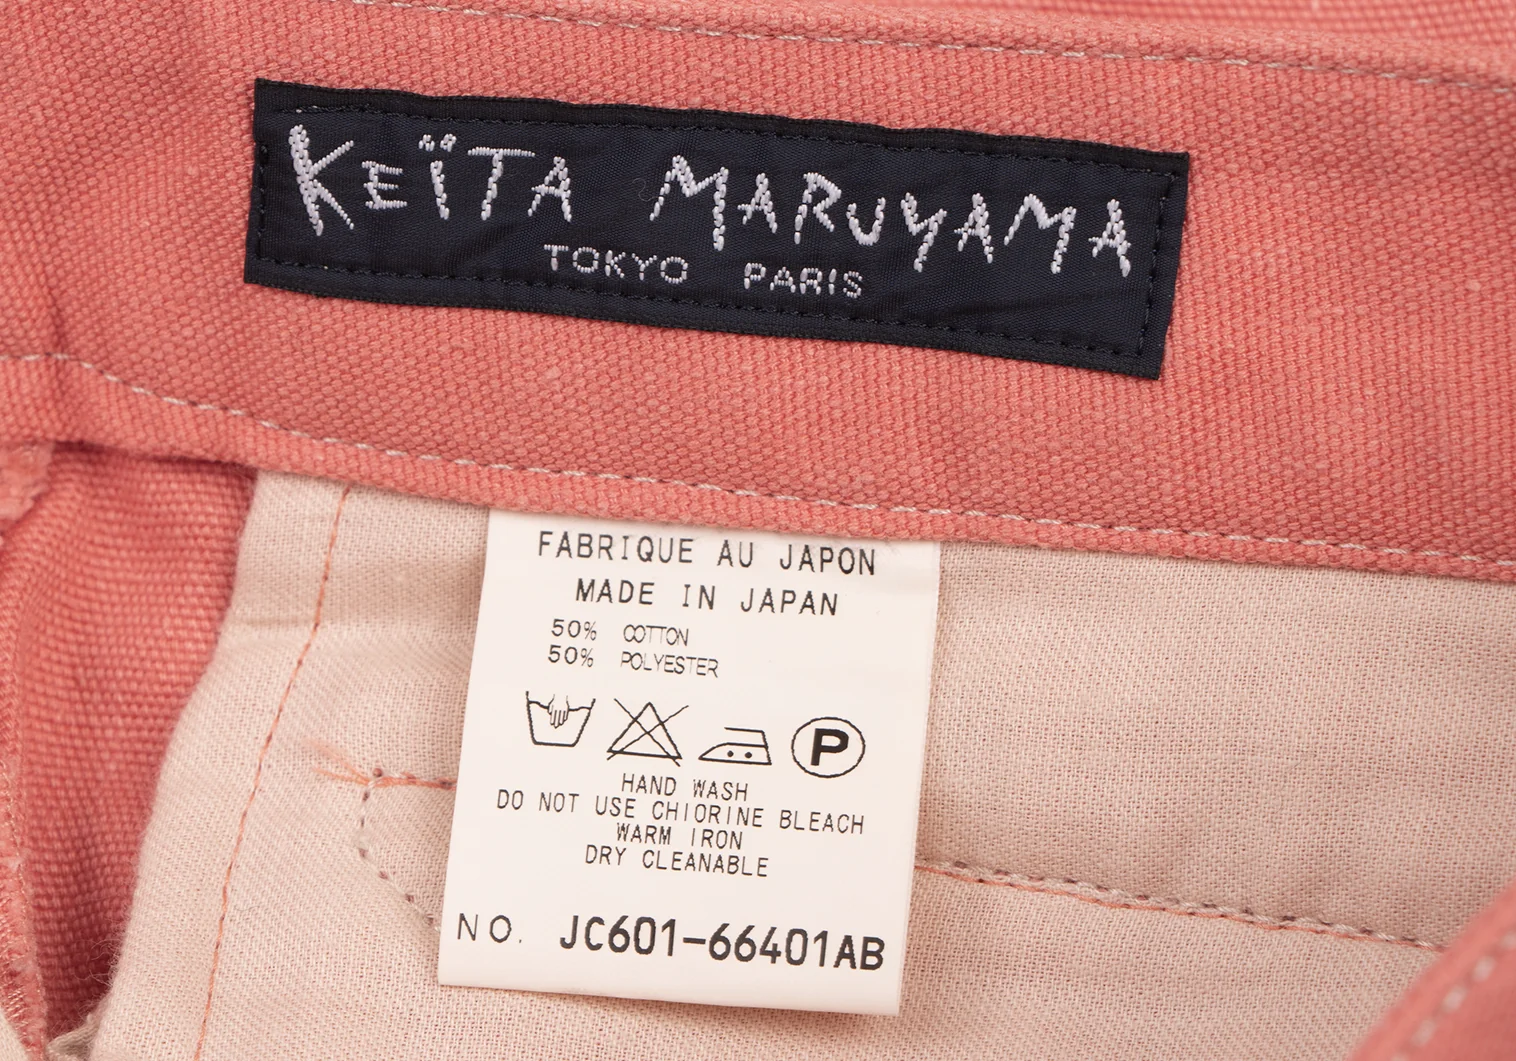 KEÏTA MARUYAMA
TOKYO PARIS
FABRIQUE AU JAPON
MADE IN JAPAN
50% COTTON
50% POLYESTER
P
HAND WASH
DO NOT USE CHIORINE BLEACH
WARM IRON
DRY CLEANABLE
NO. JC601-66401AB